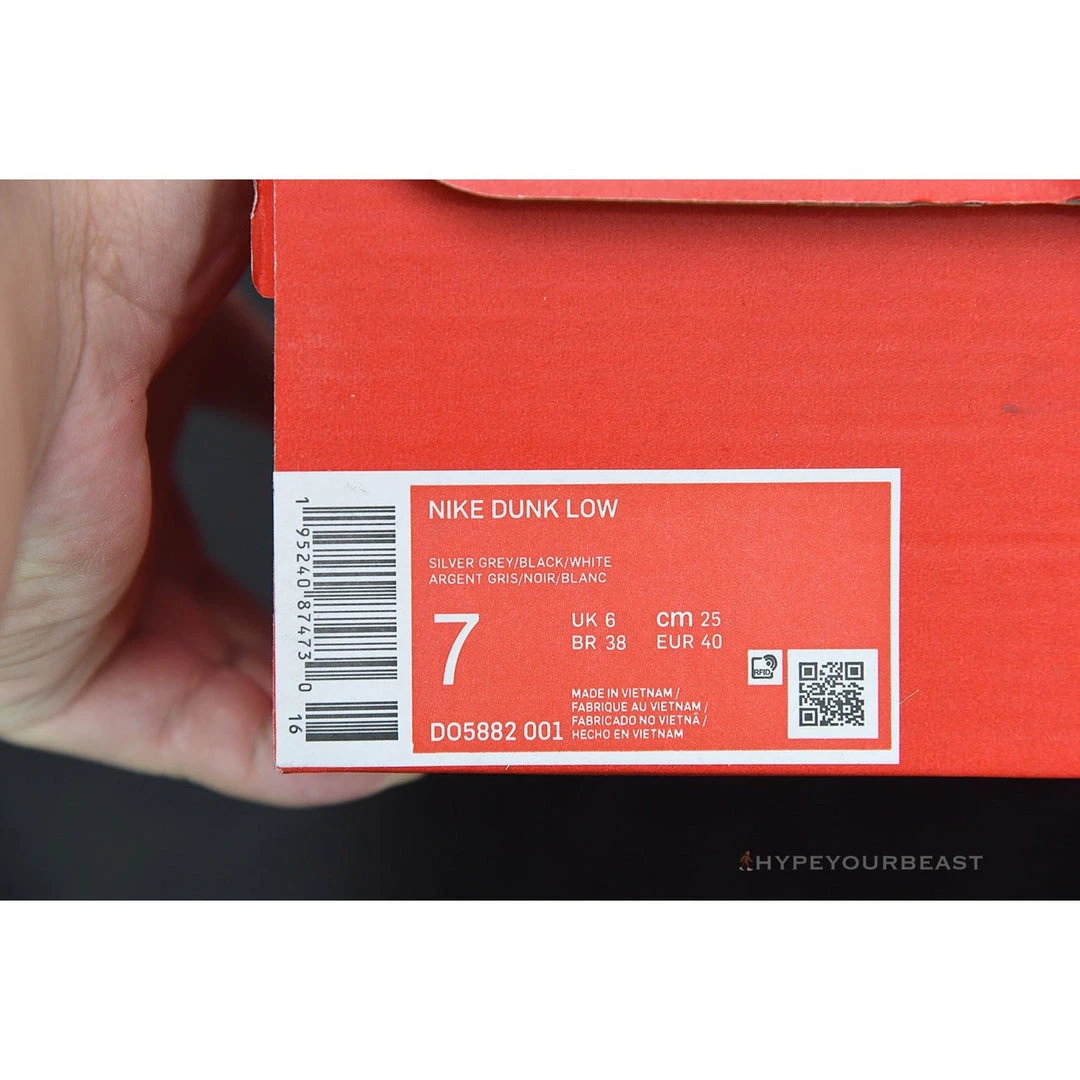 NIKE DUNK LOW
SILVER GREY/BLACK/WHITE
ARGENT GRIS/NOIR/BLANC
7
UK 6 cm 25
BR 38 EUR 40
RFID
MADE IN VIETNAM /
FABRIQUE AU VIETNAM /
FABRICADO NO VIETNÃ /
HECHO EN VIETNAM
DO5882 001
1 95240 87473 0 16
HYPEYOURBEAST